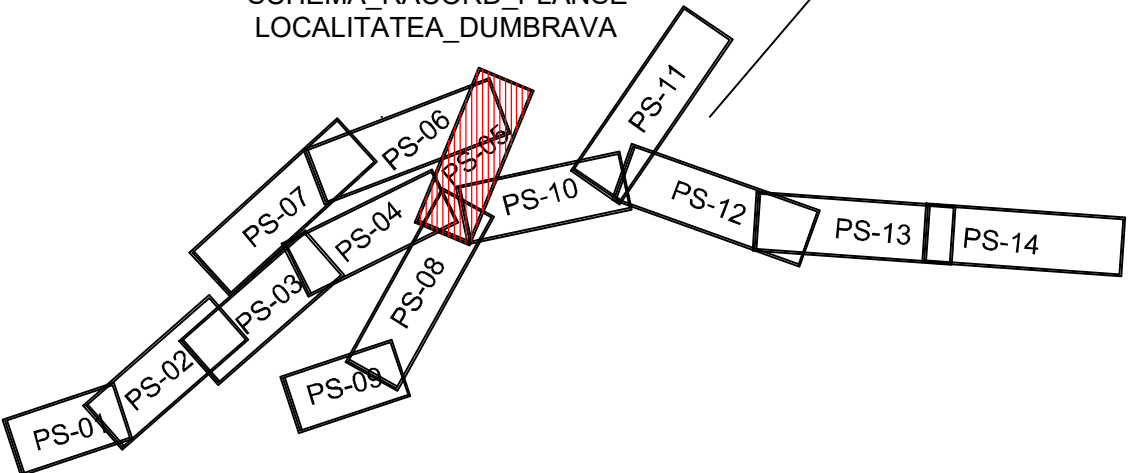 SCHEMA_RACORD_PLANSE
LOCALITATEA_DUMBRAVA
PS-11
PS-06
PS-05
PS-07
PS-04
PS-10
PS-12
PS-13
PS-14
PS-03
PS-08
PS-02
PS-09
PS-01